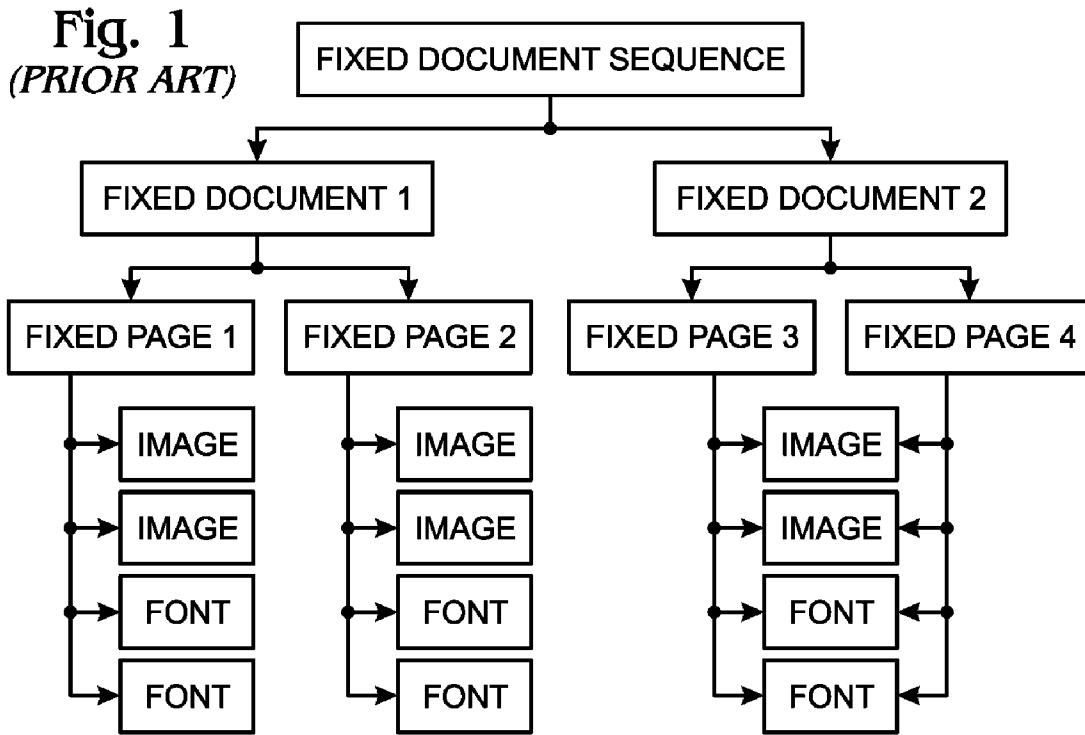 Fig. 1
(PRIOR ART)
FIXED DOCUMENT SEQUENCE
FIXED DOCUMENT 1
FIXED DOCUMENT 2
FIXED PAGE 1
FIXED PAGE 2
FIXED PAGE 3
FIXED PAGE 4
IMAGE
IMAGE
IMAGE
IMAGE
IMAGE
IMAGE
FONT
FONT
FONT
FONT
FONT
FONT